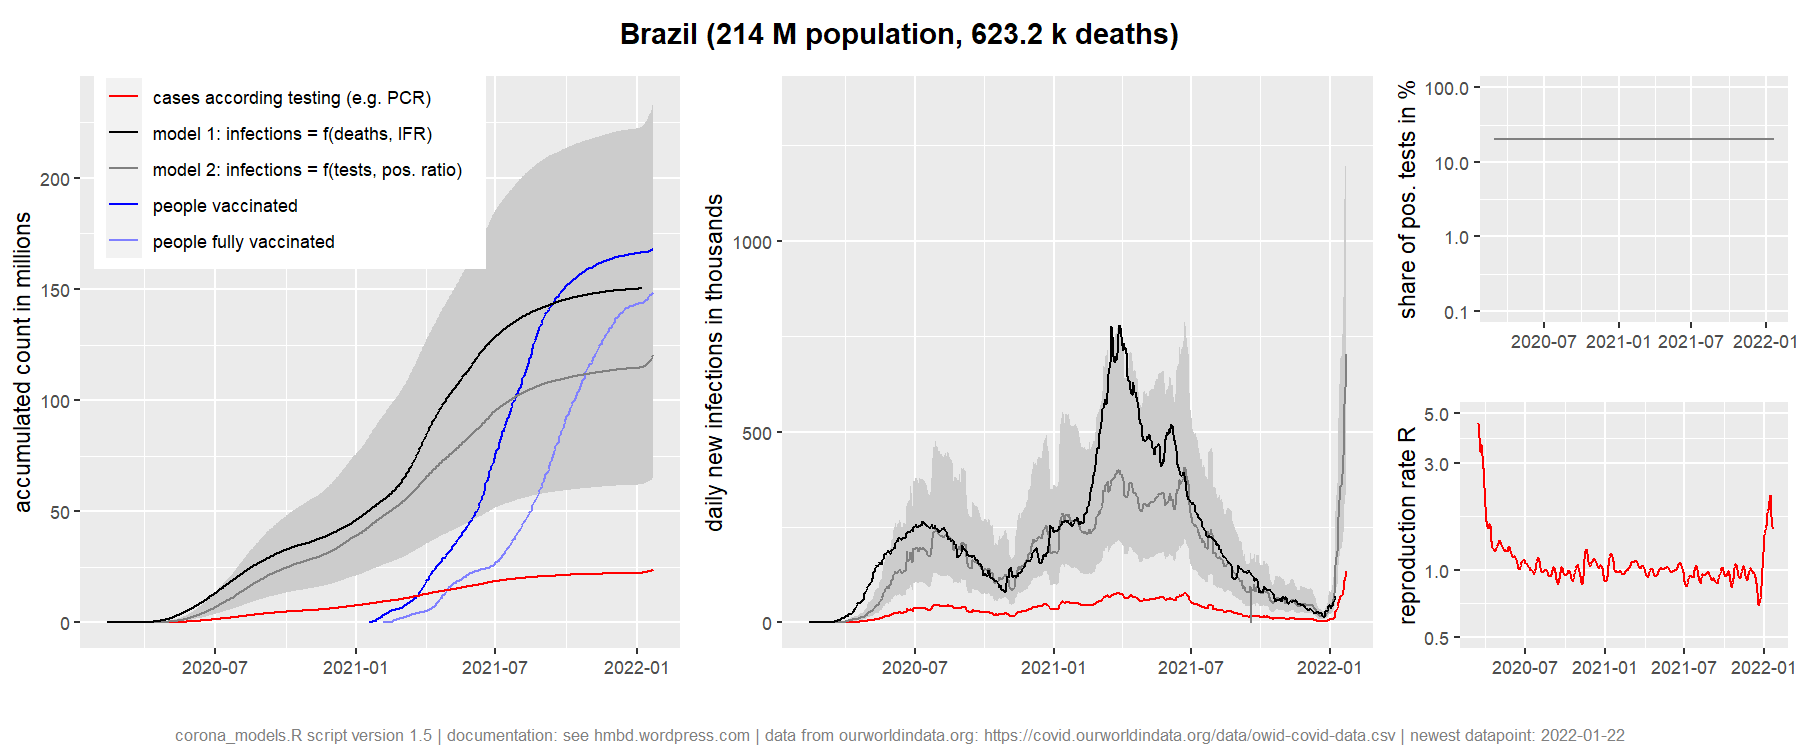 Brazil (214 M population, 623.2 k deaths)
cases according testing (e.g. PCR)
model 1: infections = f(deaths, IFR)
model 2: infections = f(tests, pos. ratio)
people vaccinated
people fully vaccinated
accumulated count in millions
200
150
100
50
0
2020-07 2021-01 2021-07 2022-01
daily new infections in thousands
1000
500
0
2020-07 2021-01 2021-07 2022-01
share of pos. tests in %
100.0
10.0
1.0
0.1
2020-07 2021-01 2021-07 2022-01
reproduction rate R
5.0
3.0
1.0
0.5
2020-07 2021-01 2021-07 2022-01
corona_models.R script version 1.5 | documentation: see hmbd.wordpress.com | data from ourworldindata.org: https://covid.ourworldindata.org/data/owid-covid-data.csv | newest datapoint: 2022-01-22